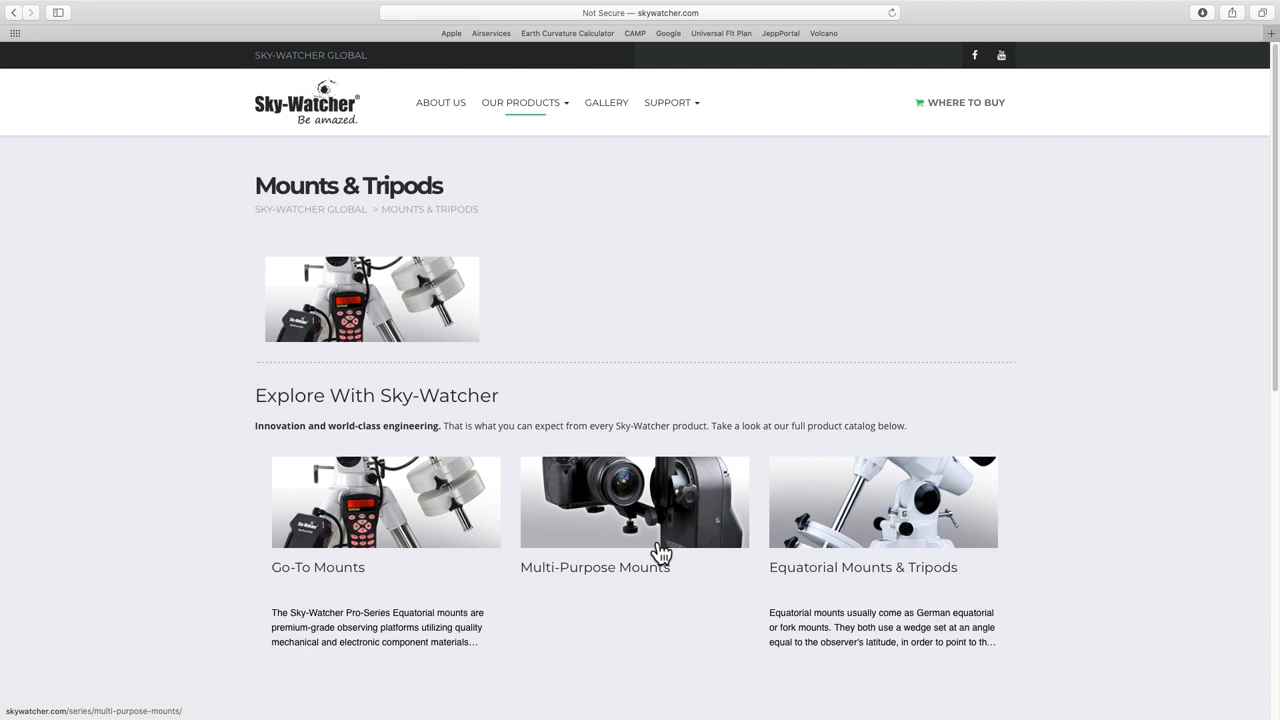 Not Secure — skywatcher.com
Apple
Airservices
Earth Curvature Calculator
CAMP
Google
Universal Flt Plan
JeppPortal
Volcano
SKY-WATCHER GLOBAL
Sky-Watcher®
Be amazed.
ABOUT US
OUR PRODUCTS
GALLERY
SUPPORT
WHERE TO BUY
Mounts & Tripods
SKY-WATCHER GLOBAL > MOUNTS & TRIPODS
Explore With Sky-Watcher
Innovation and world-class engineering. That is what you can expect from every Sky-Watcher product. Take a look at our full product catalog below.
Go-To Mounts
The Sky-Watcher Pro-Series Equatorial mounts are
premium-grade observing platforms utilizing quality
mechanical and electronic component materials…
Multi-Purpose Mounts
Equatorial Mounts & Tripods
Equatorial mounts usually come as German equatorial
or fork mounts. They both use a wedge set at an angle
equal to the observer's latitude, in order to point to th…
skywatcher.com/series/multi-purpose-mounts/